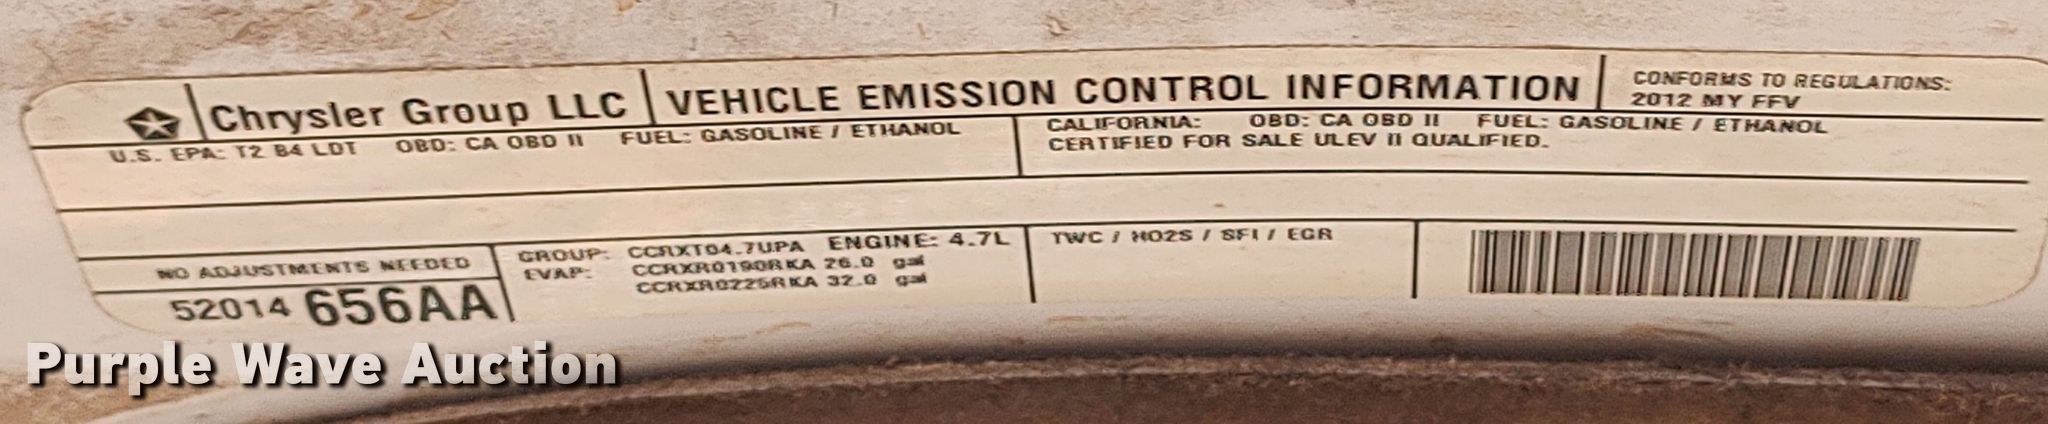 Chrysler Group LLC
VEHICLE EMISSION CONTROL INFORMATION
CONFORMS TO REGULATIONS:
2012 MY FFV
U.S. EPA: T2 B4 LDT OBD: CA OBD II FUEL: GASOLINE / ETHANOL
CALIFORNIA: OBD: CA OBD II FUEL: GASOLINE / ETHANOL
CERTIFIED FOR SALE ULEV II QUALIFIED.
NO ADJUSTMENTS NEEDED
52014 656AA
GROUP: CCRXT04.7UPA ENGINE: 4.7L
EVAP: CCRXR0190RKA 26.0 gal
CCRXR0225RKA 32.0 gal
TWC / HO2S / SFI / EGR
Purple Wave Auction